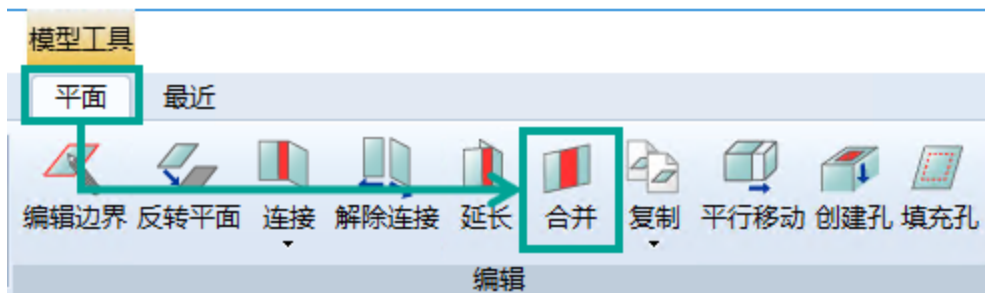 模型工具
平面 最近
编辑边界 反转平面 连接 解除连接 延长 合并 复制 平行移动 创建孔 填充孔
编辑